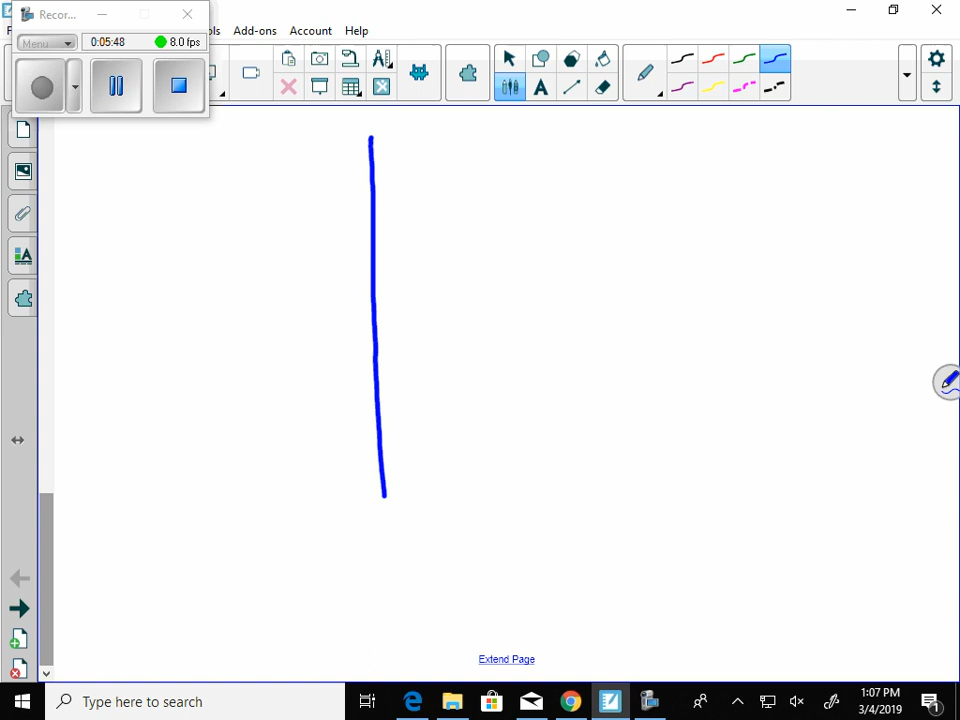 Recor...
Menu
0:05:48
8.0 fps
Add-ons
Account
Help
A
A
Extend Page
Type here to search
1:07 PM
3/4/2019
1